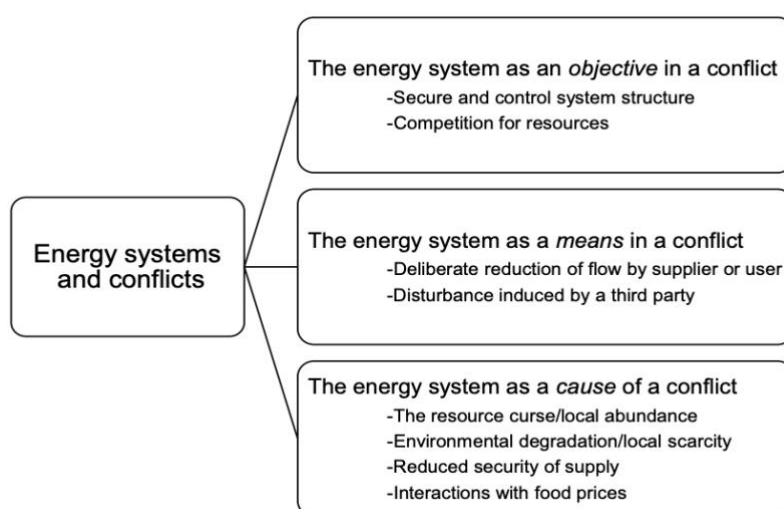 The energy system as an objective in a conflict
-Secure and control system structure
-Competition for resources
Energy systems
and conflicts
The energy system as a means in a conflict
-Deliberate reduction of flow by supplier or user
-Disturbance induced by a third party
The energy system as a cause of a conflict
-The resource curse/local abundance
-Environmental degradation/local scarcity
-Reduced security of supply
-Interactions with food prices